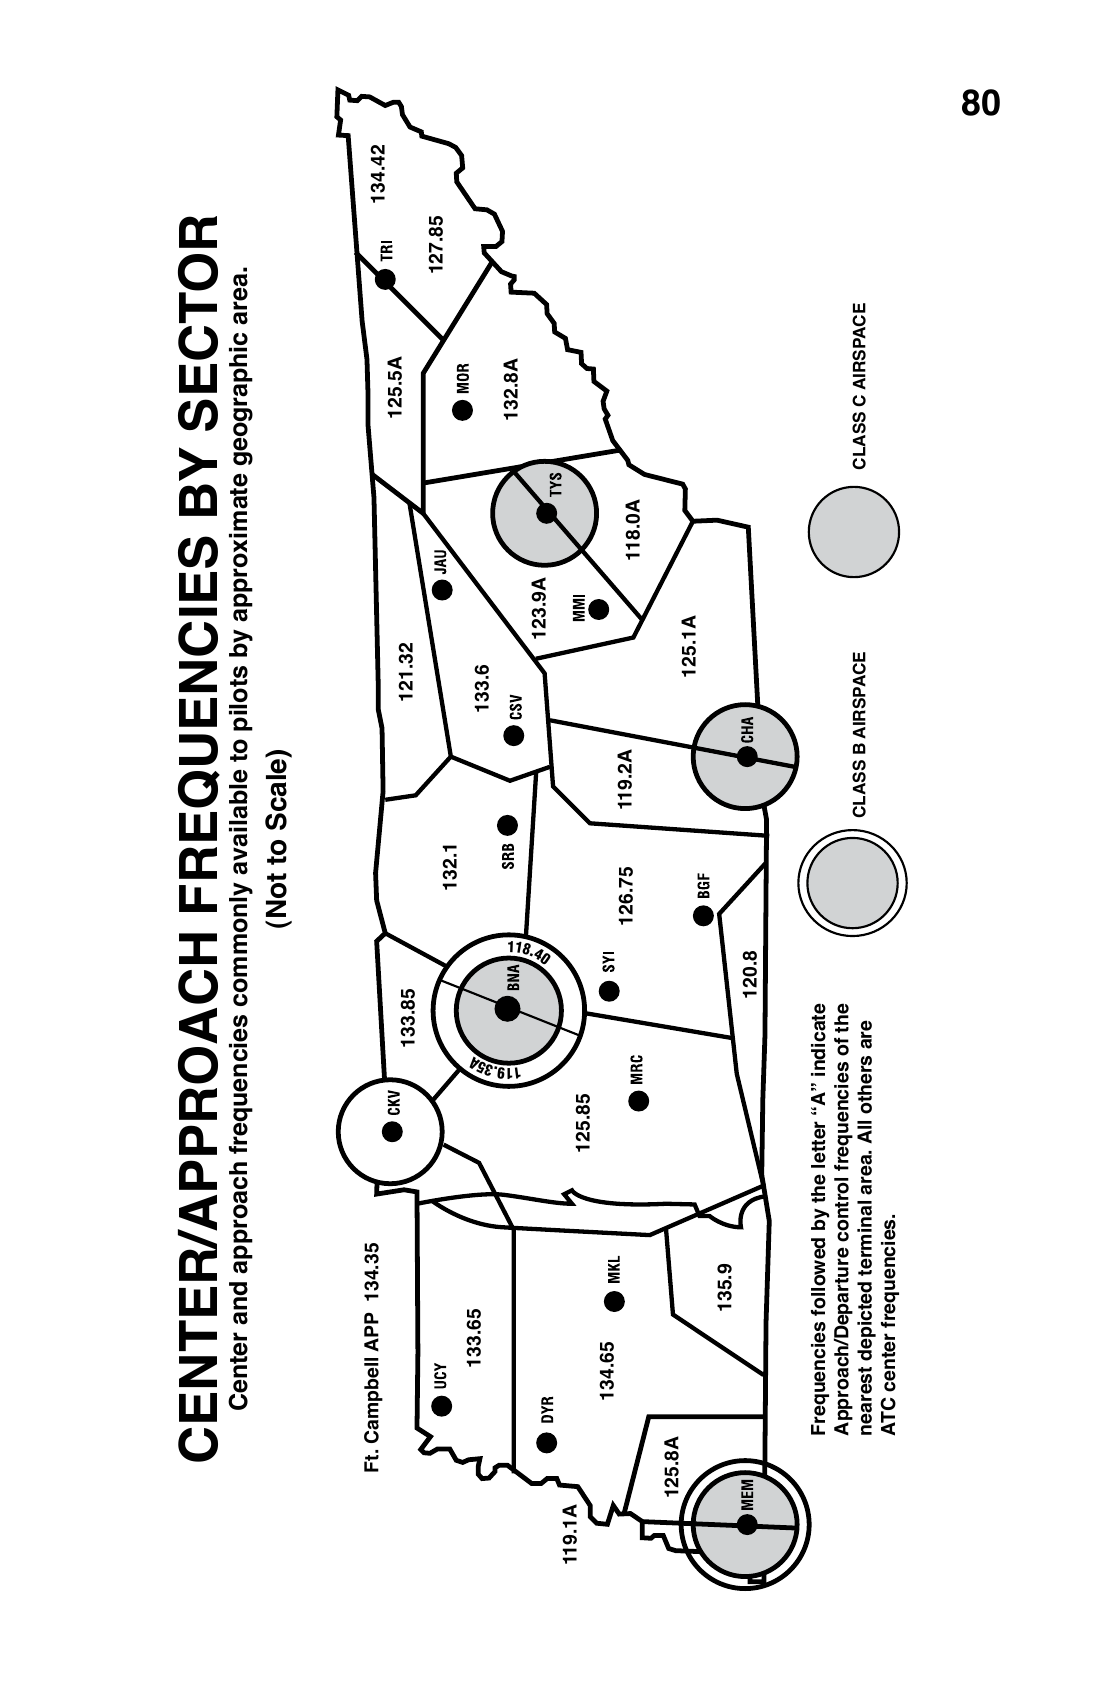 CENTER/APPROACH FREQUENCIES BY SECTOR
Center and approach frequencies commonly available to pilots by approximate geographic area.
(Not to Scale)
Ft. Campbell APP 134.35
CKV
133.85
121.32
125.5A
TRI
134.42
127.85
UCY
133.65
132.1
SRB
133.6
JAU
CSV
MOR
132.8A
DYR
119.1A
134.65
MKL
125.85
MRC
119.35A
BNA
118.40
SYI
126.75
BGF
119.2A
123.9A
MMI
TYS
118.0A
125.1A
CHA
125.8A
MEM
135.9
120.8
Frequencies followed by the letter “A” indicate
Approach/Departure control frequencies of the
nearest depicted terminal area. All others are
ATC center frequencies.
CLASS B AIRSPACE
CLASS C AIRSPACE
80